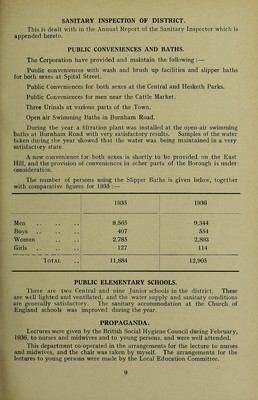 SANITARY INSPECTION OF DISTRICT.
This is dealt with in the Annual Report of the Sanitary Inspector which is
appended hereto.
PUBLIC CONVENIENCES AND BATHS.
The Corporation have provided and maintain the following :—
Public conveniences with wash and brush up facilities and slipper baths
for both sexes at Spital Street.
Public Conveniences for both sexes at the Central and Hesketh Parks.
Public Conveniences for men near the Cattle Market.
Three Urinals at various parts of the Town.
Open air Swimming Baths in Burnham Road.
During the year a filtration plant was installed at the open-air swimming
baths at Burnham Road with very satisfactory results. Samples of the water
taken during the year showed that the water was being maintained in a very
satisfactory state.
A new convenience for both sexes is shortly to be provided on the East
Hill, and the provision of conveniences in other parts of the Borough is under
consideration.
The number of persons using the Slipper Baths is given below, together
with comparative figures for 1935 :—
1935 1936
Men .. .. .. 8,565 9,344
Boys .. .. .. 407 554
Women .. .. 2,785 2,893
Girls .. .. .. 127 114
TOTAL .. 11,884 12,905
PUBLIC ELEMENTARY SCHOOLS.
There are two Central and nine Junior schools in the district. These
are well lighted and ventilated, and the water supply and sanitary conditions
are generally satisfactory. The sanitary accommodation at the Church of
England schools was improved during the year.
PROPAGANDA.
Lectures were given by the British Social Hygiene Council during February,
1936, to nurses and midwives and to young persons, and were well attended.
This department co-operated in the arrangements for the lecture to nurses
and midwives, and the chair was taken by myself. The arrangements for the
lectures to young persons were made by the Local Education Committee.
9